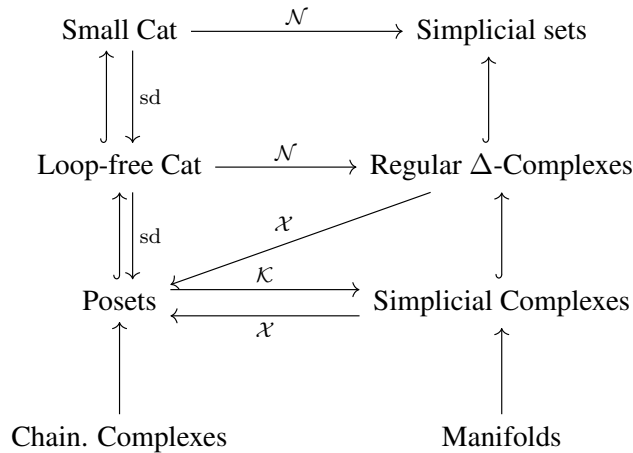 Small Cat 𝒩 Simplicial sets
sd
Loop-free Cat 𝒩 Regular Δ-Complexes
sd 𝒳
Posets 𝒦 Simplicial Complexes
𝒳
Chain. Complexes Manifolds